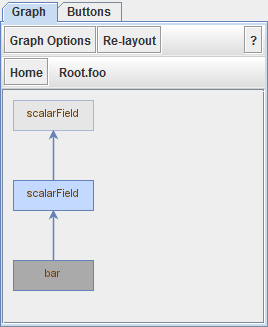 Graph Buttons
Graph Options Re-layout ?
Home Root.foo
scalarField
scalarField
bar